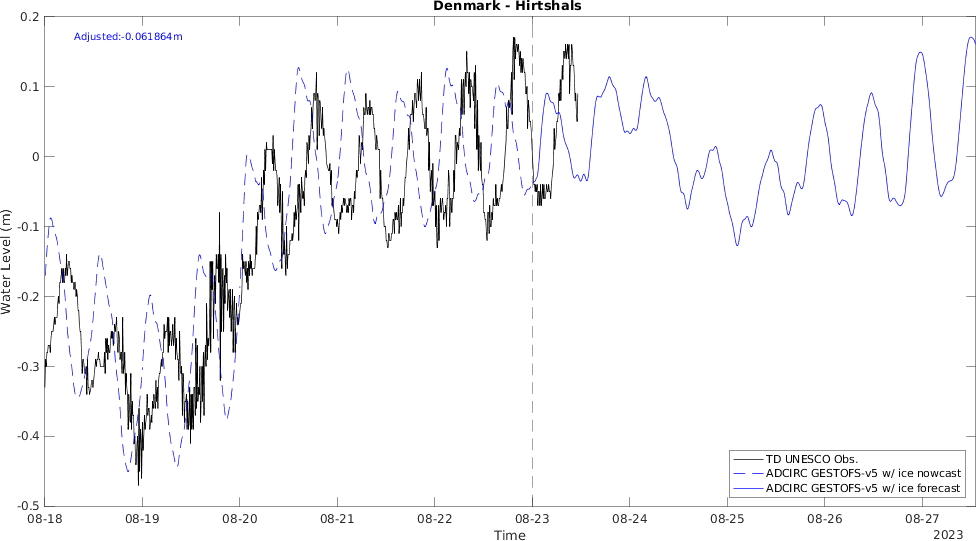 Denmark - Hirtshals
Adjusted:-0.061864m
Water Level (m)
0.2
0.1
0
-0.1
-0.2
-0.3
-0.4
-0.5
TD UNESCO Obs.
ADCIRC GESTOFS-v5 w/ ice nowcast
ADCIRC GESTOFS-v5 w/ ice forecast
08-18 08-19 08-20 08-21 08-22 08-23 08-24 08-25 08-26 08-27
Time
2023